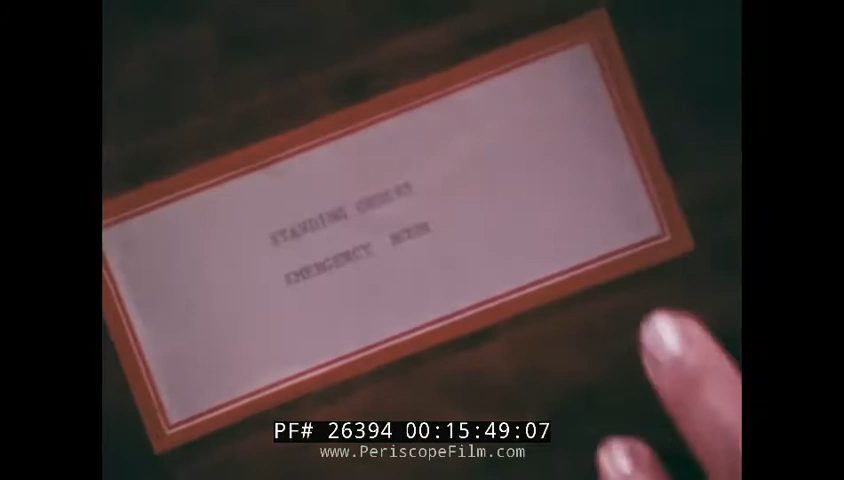 STANDING ORDERS
EMERGENCY ROOM
PF# 26394 00:15:49:07
www.PeriscopeFilm.com